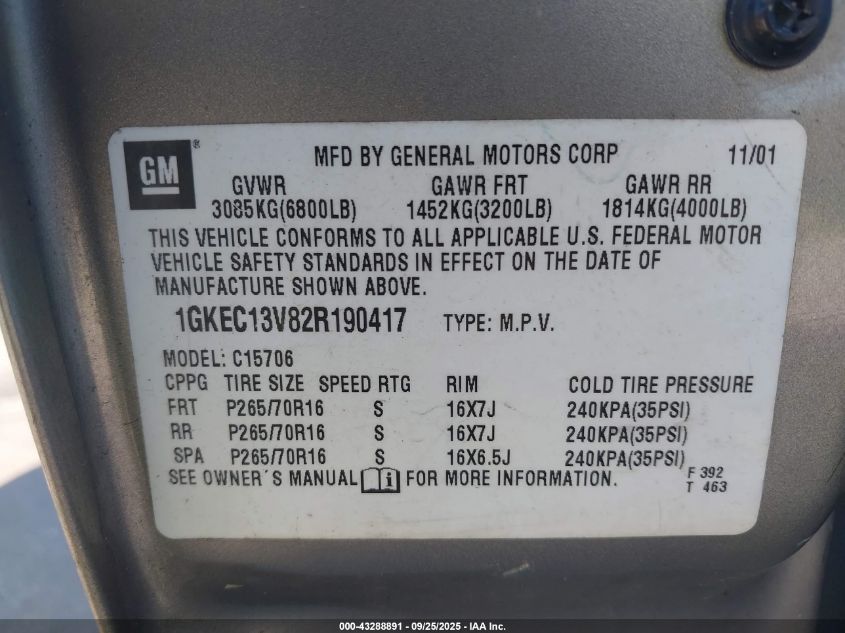 GM ® MFD BY GENERAL MOTORS CORP 11/01
GVWR GAWR FRT GAWR RR
3085KG(6800LB) 1452KG(3200LB) 1814KG(4000LB)
THIS VEHICLE CONFORMS TO ALL APPLICABLE U.S. FEDERAL MOTOR
VEHICLE SAFETY STANDARDS IN EFFECT ON THE DATE OF
MANUFACTURE SHOWN ABOVE.
1GKEC13V82R190417 TYPE: M.P.V.
MODEL: C15706
CPPG TIRE SIZE SPEED RTG RIM COLD TIRE PRESSURE
FRT P265/70R16 S 16X7J 240KPA(35PSI)
RR P265/70R16 S 16X7J 240KPA(35PSI)
SPA P265/70R16 S 16X6.5J 240KPA(35PSI)
SEE OWNER'S MANUAL i FOR MORE INFORMATION. F 392
T 463
000-43288891 - 09/25/2025 - IAA Inc.